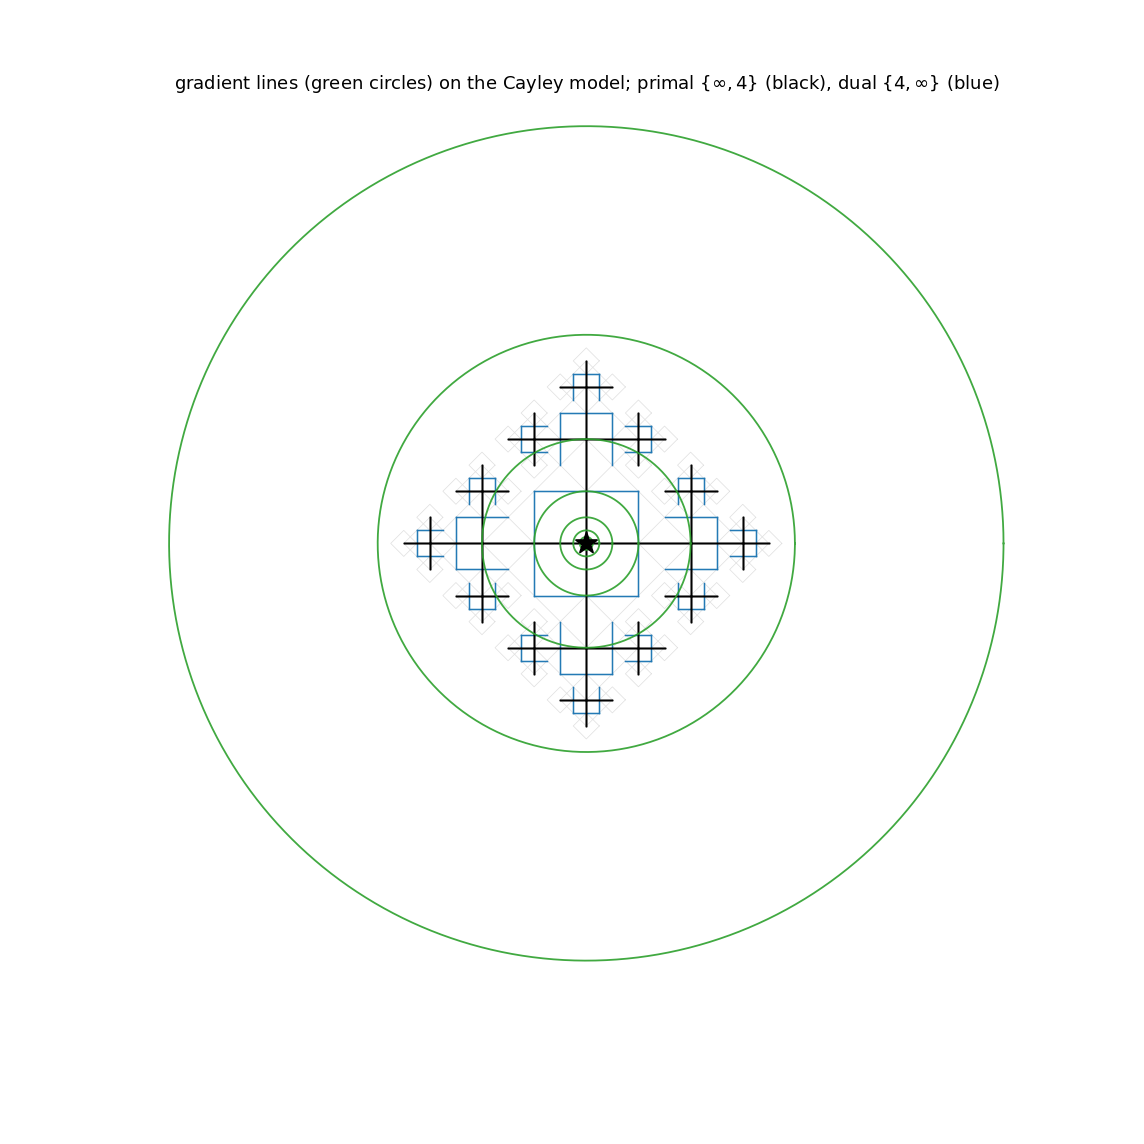 gradient lines (green circles) on the Cayley model; primal {∞, 4} (black), dual {4, ∞} (blue)